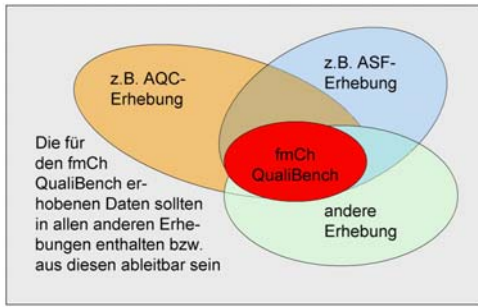 z.B. AQC-
Erhebung
z.B. ASF-
Erhebung
Die für
den fmCh
QualiBench er-
hobenen Daten sollten
in allen anderen Erhe-
bungen enthalten bzw.
aus diesen ableitbar sein
fmCh
QualiBench
andere
Erhebung